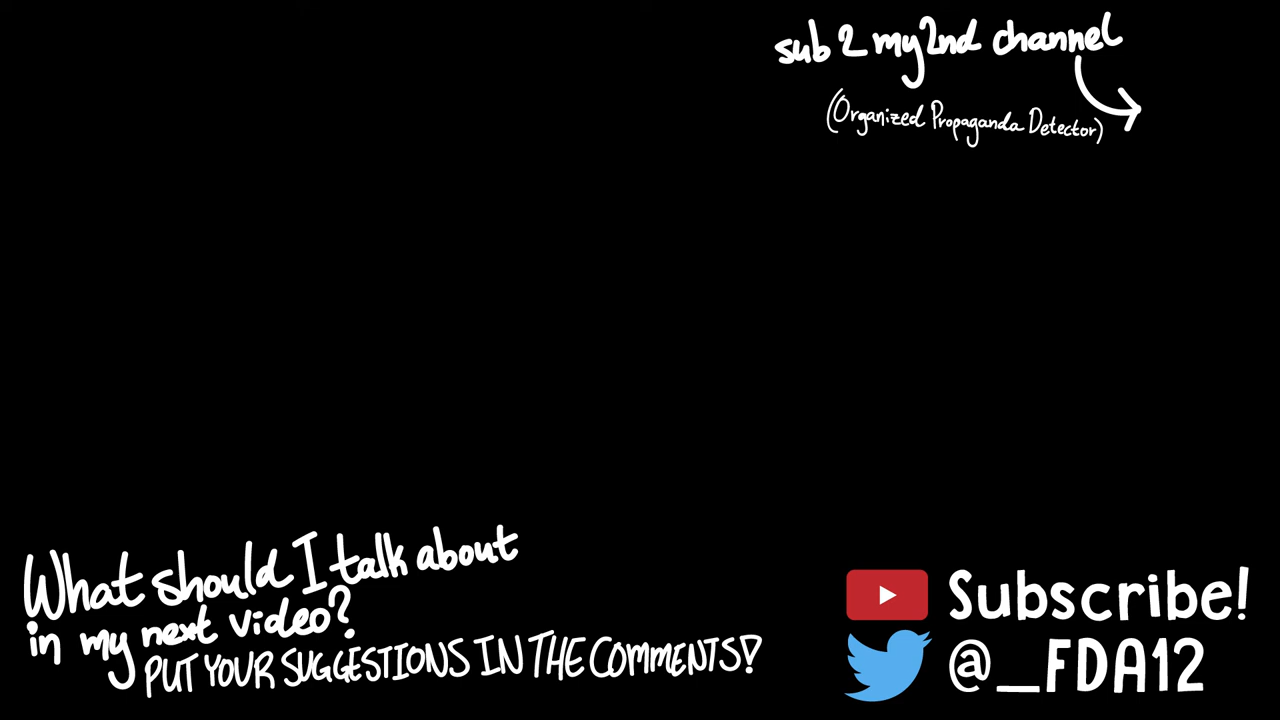 sub 2 my 2nd channel
(Organized Propaganda Detector)
What should I talk about
in my next video?
PUT YOUR SUGGESTIONS IN THE COMMENTS!
Subscribe!
@__FDA12